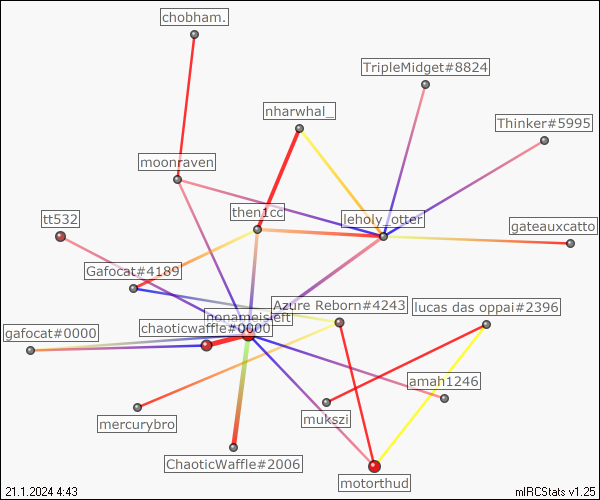 chobham.
TripleMidget#8824
nharwhal_
Thinker#5995
moonraven
tt532
then1cc
leholy_otter
gateauxcatto
Gafocat#4189
Azure Reborn#4243
lucas das oppai#2396
nonameisleft
chaoticwaffle#0000
gafocat#0000
amah1246
mukszi
mercurybro
ChaoticWaffle#2006
motorthud
21.1.2024 4:43
mIRCStats v1.25